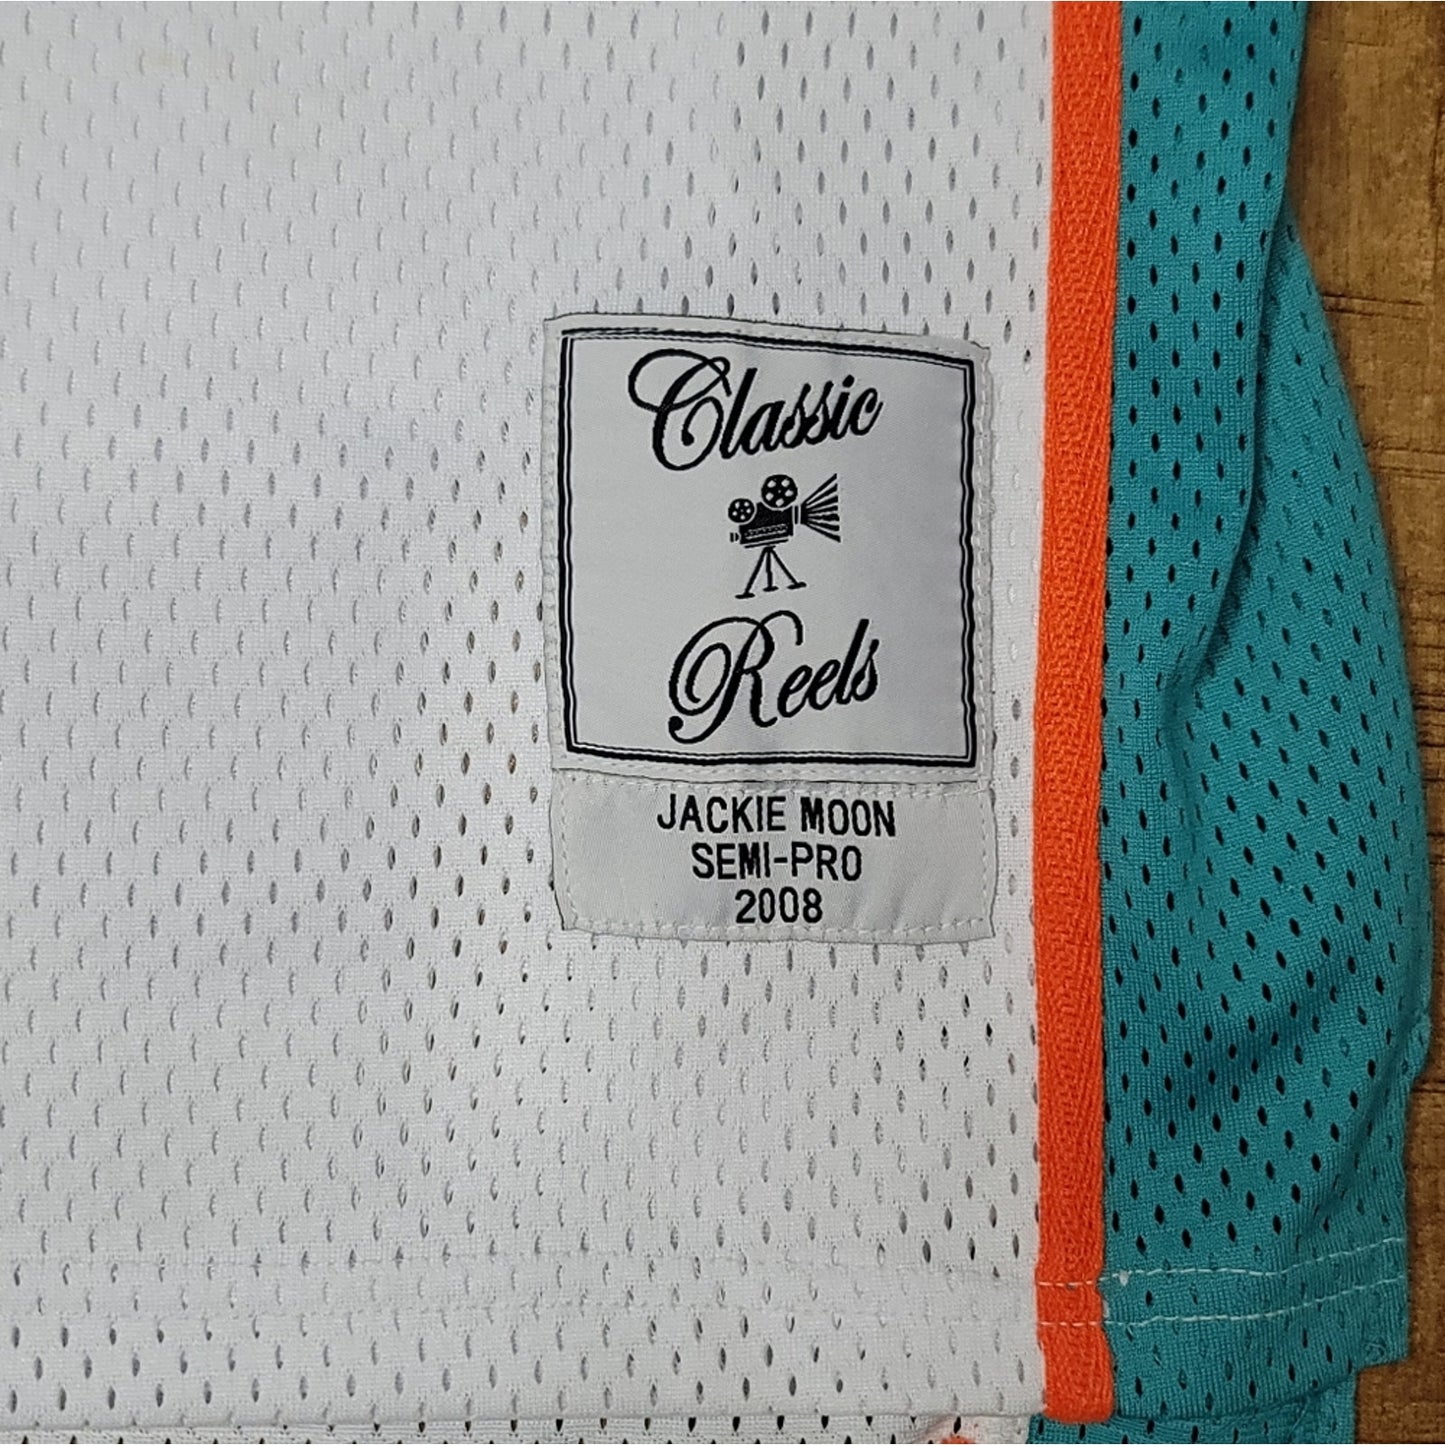 Classic
Reels
JACKIE MOON
SEMI-PRO
2008